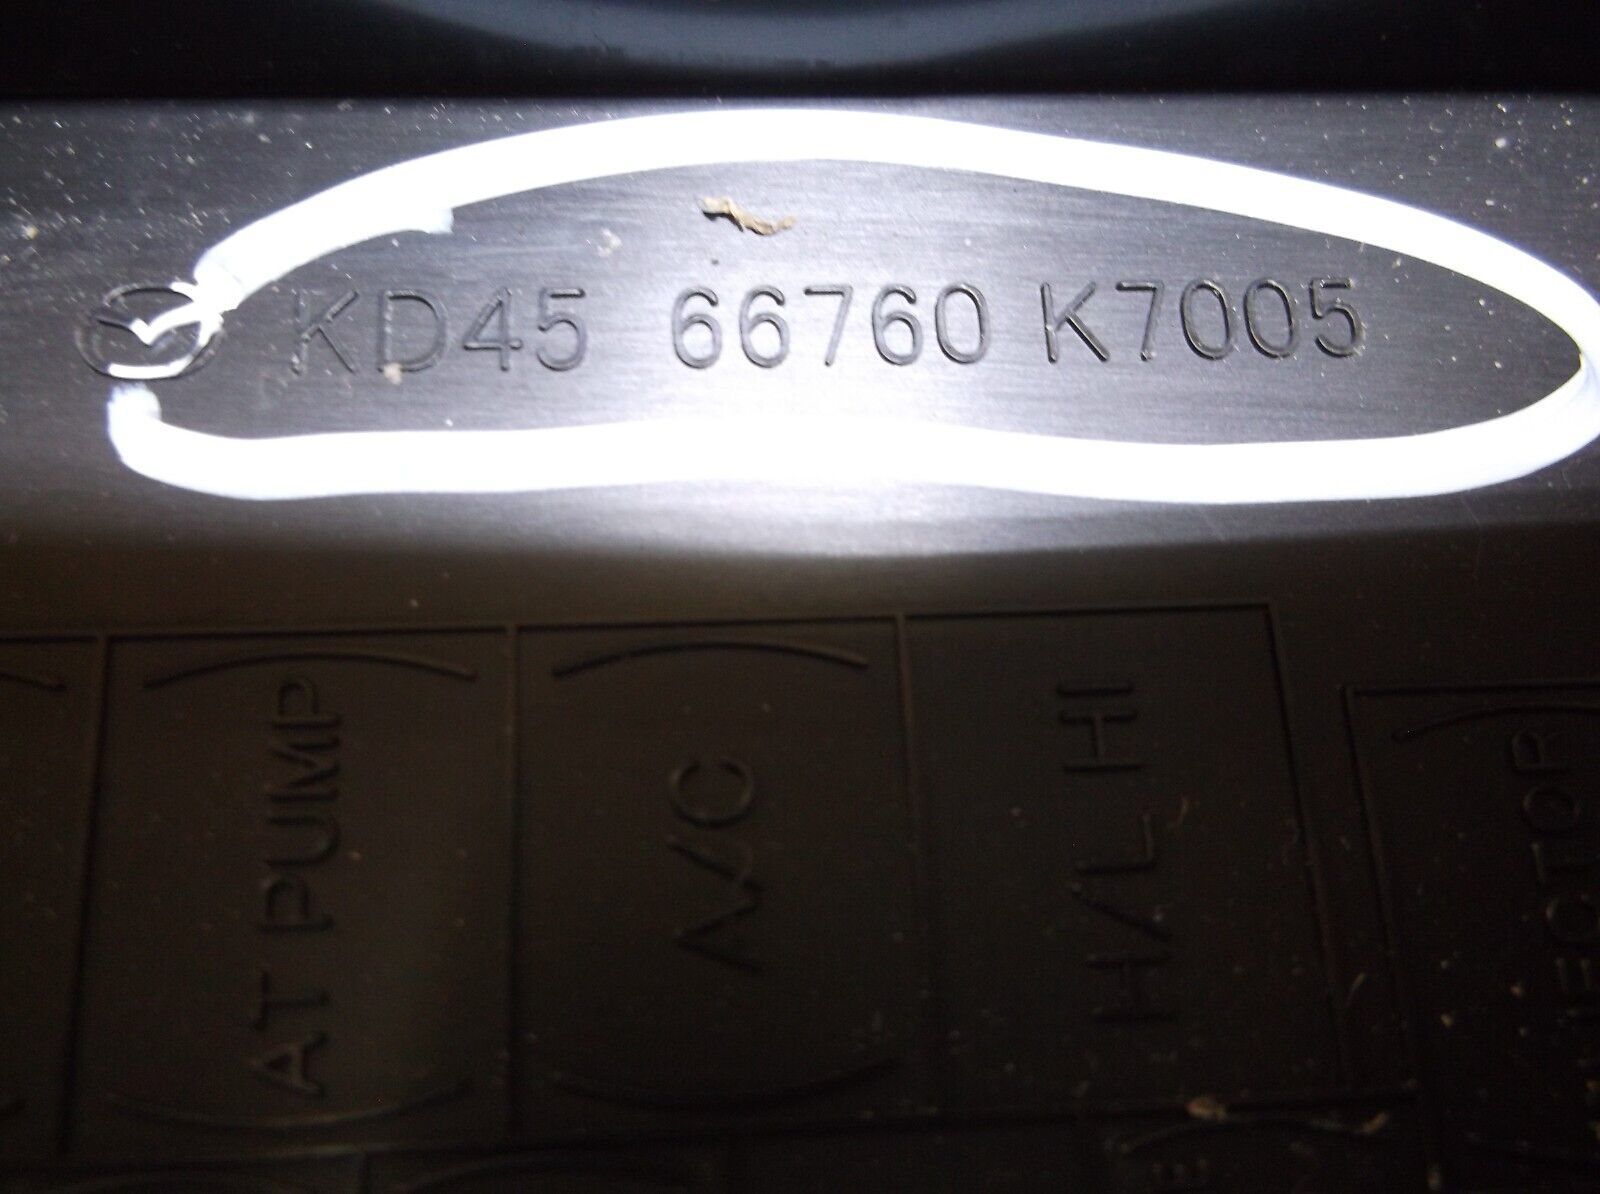 KD45 66760 K7005
AT PUMP
A/C
H/L HI